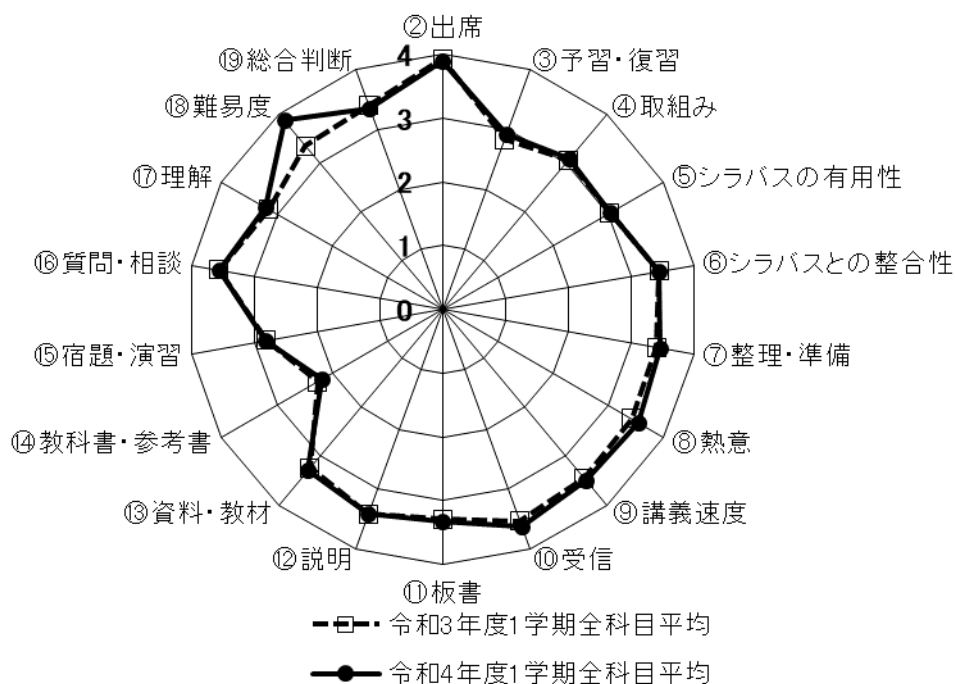 ②出席
③予習・復習
④取組み
⑤シラバスの有用性
⑥シラバスとの整合性
⑦整理・準備
⑧熱意
⑨講義速度
⑩受信
⑪板書
⑫説明
⑬資料・教材
⑭教科書・参考書
⑮宿題・演習
⑯質問・相談
⑰理解
⑱難易度
⑲総合判断
4
3
2
1
0
令和3年度1学期全科目平均
令和4年度1学期全科目平均